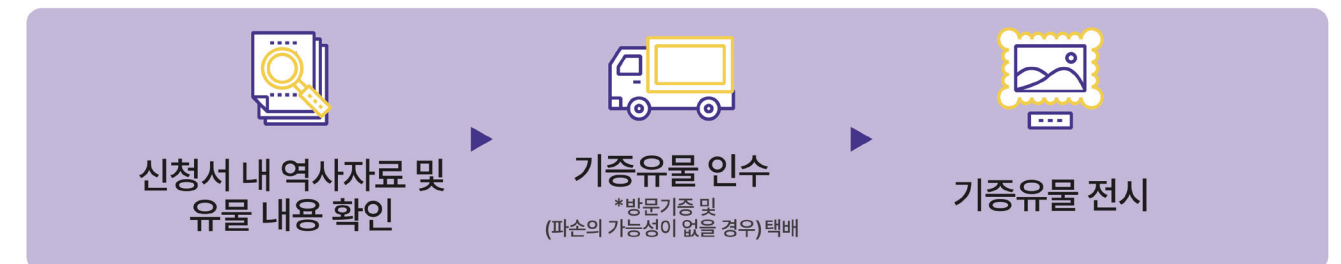 신청서 내 역사자료 및
유물 내용 확인
기증유물 인수
*방문기증 및
(파손의 가능성이 없을 경우) 택배
기증유물 전시